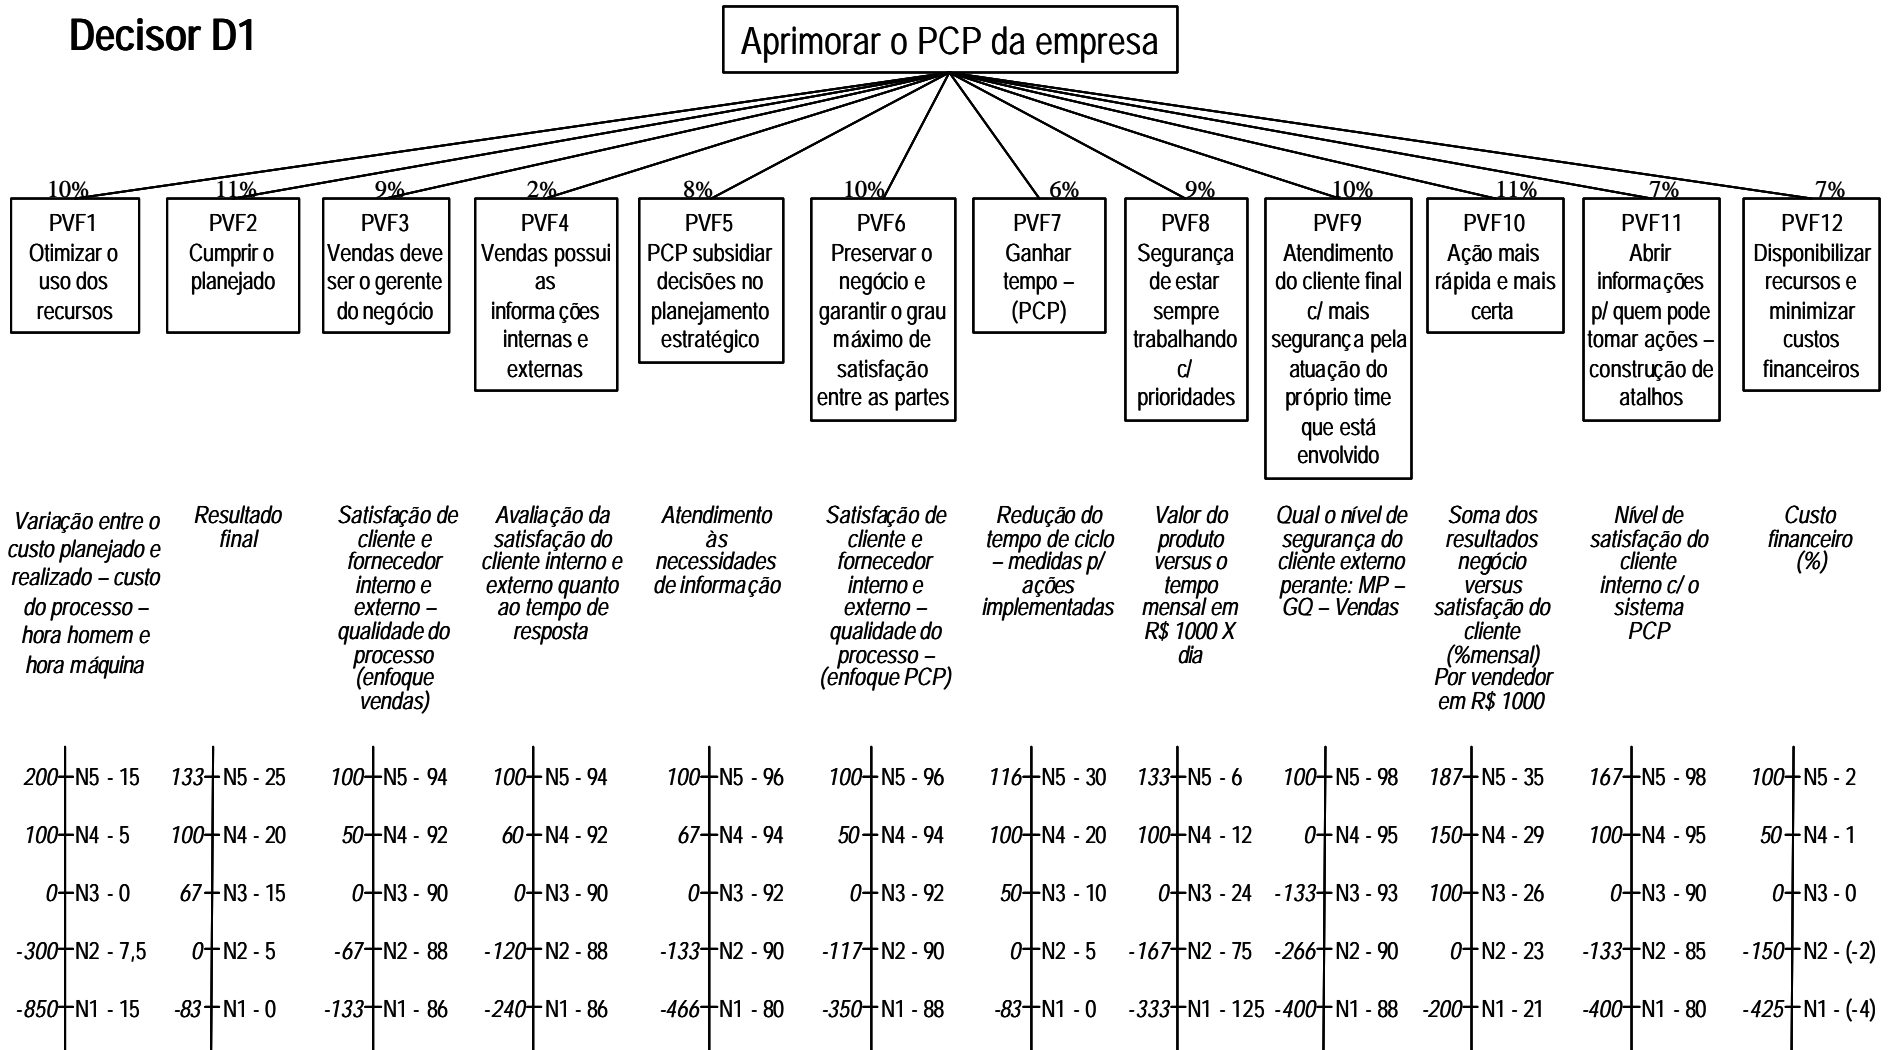 Decisor D1
Aprimorar o PCP da empresa
10%
PVF1
Otimizar o
uso dos
recursos
11%
PVF2
Cumprir o
planejado
9%
PVF3
Vendas deve
ser o gerente
do negócio
2%
PVF4
Vendas possui
as
informa ções
internas e
externas
8%
PVF5
PCP subsidiar
decisões no
planejamento
estratégico
10%
PVF6
Preservar o
negócio e
garantir o grau
máximo de
satisfação
entre as partes
6%
PVF7
Ganhar
tempo –
(PCP)
9%
PVF8
Segurança
de estar
sempre
trabalhando
c/
prioridades
10%
PVF9
Atendimento
do cliente final
c/ mais
segurança pela
atuação do
próprio time
que está
envolvido
11%
PVF10
Ação mais
rápida e mais
certa
7%
PVF11
Abrir
informações
p/ quem pode
tomar ações –
construção de
atalhos
7%
PVF12
Disponibilizar
recursos e
minimizar
custos
financeiros
Variação entre o
custo planejado e
realizado – custo
do processo –
hora homem e
hora máquina
Resultado
final
Satisfação de
cliente e
fornecedor
interno e
externo –
qualidade do
processo
(enfoque
vendas)
Avaliação da
satisfação do
cliente interno e
externo quanto
ao tempo de
resposta
Atendimento
às
necessidades
de informação
Satisfação de
cliente e
fornecedor
interno e
externo –
qualidade do
processo –
(enfoque PCP)
Redução do
tempo de ciclo
– medidas p/
ações
implementadas
Valor do
produto
versus o
tempo
mensal em
R$ 1000 X
dia
Qual o nível de
segurança do
cliente externo
perante: MP –
GQ – Vendas
Soma dos
resultados
negócio
versus
satisfação do
cliente
(%mensal)
Por vendedor
em R$ 1000
Nível de
satisfação do
cliente
interno c/ o
sistema
PCP
Custo
financeiro
(%)
200 N5 - 15
100 N4 - 5
0 N3 - 0
-300 N2 - 7,5
-850 N1 - 15
133 N5 - 25
100 N4 - 20
67 N3 - 15
0 N2 - 5
-83 N1 - 0
100 N5 - 94
50 N4 - 92
0 N3 - 90
-67 N2 - 88
-133 N1 - 86
100 N5 - 94
60 N4 - 92
0 N3 - 90
-120 N2 - 88
-240 N1 - 86
100 N5 - 96
67 N4 - 94
0 N3 - 92
-133 N2 - 90
-466 N1 - 80
100 N5 - 96
50 N4 - 94
0 N3 - 92
-117 N2 - 90
-350 N1 - 88
116 N5 - 30
100 N4 - 20
50 N3 - 10
0 N2 - 5
-83 N1 - 0
133 N5 - 6
100 N4 - 12
0 N3 - 24
-167 N2 - 75
-333 N1 - 125
100 N5 - 98
0 N4 - 95
-133 N3 - 93
-266 N2 - 90
-400 N1 - 88
187 N5 - 35
150 N4 - 29
100 N3 - 26
0 N2 - 23
-200 N1 - 21
167 N5 - 98
100 N4 - 95
0 N3 - 90
-133 N2 - 85
-400 N1 - 80
100 N5 - 2
50 N4 - 1
0 N3 - 0
-150 N2 - (-2)
-425 N1 - (-4)